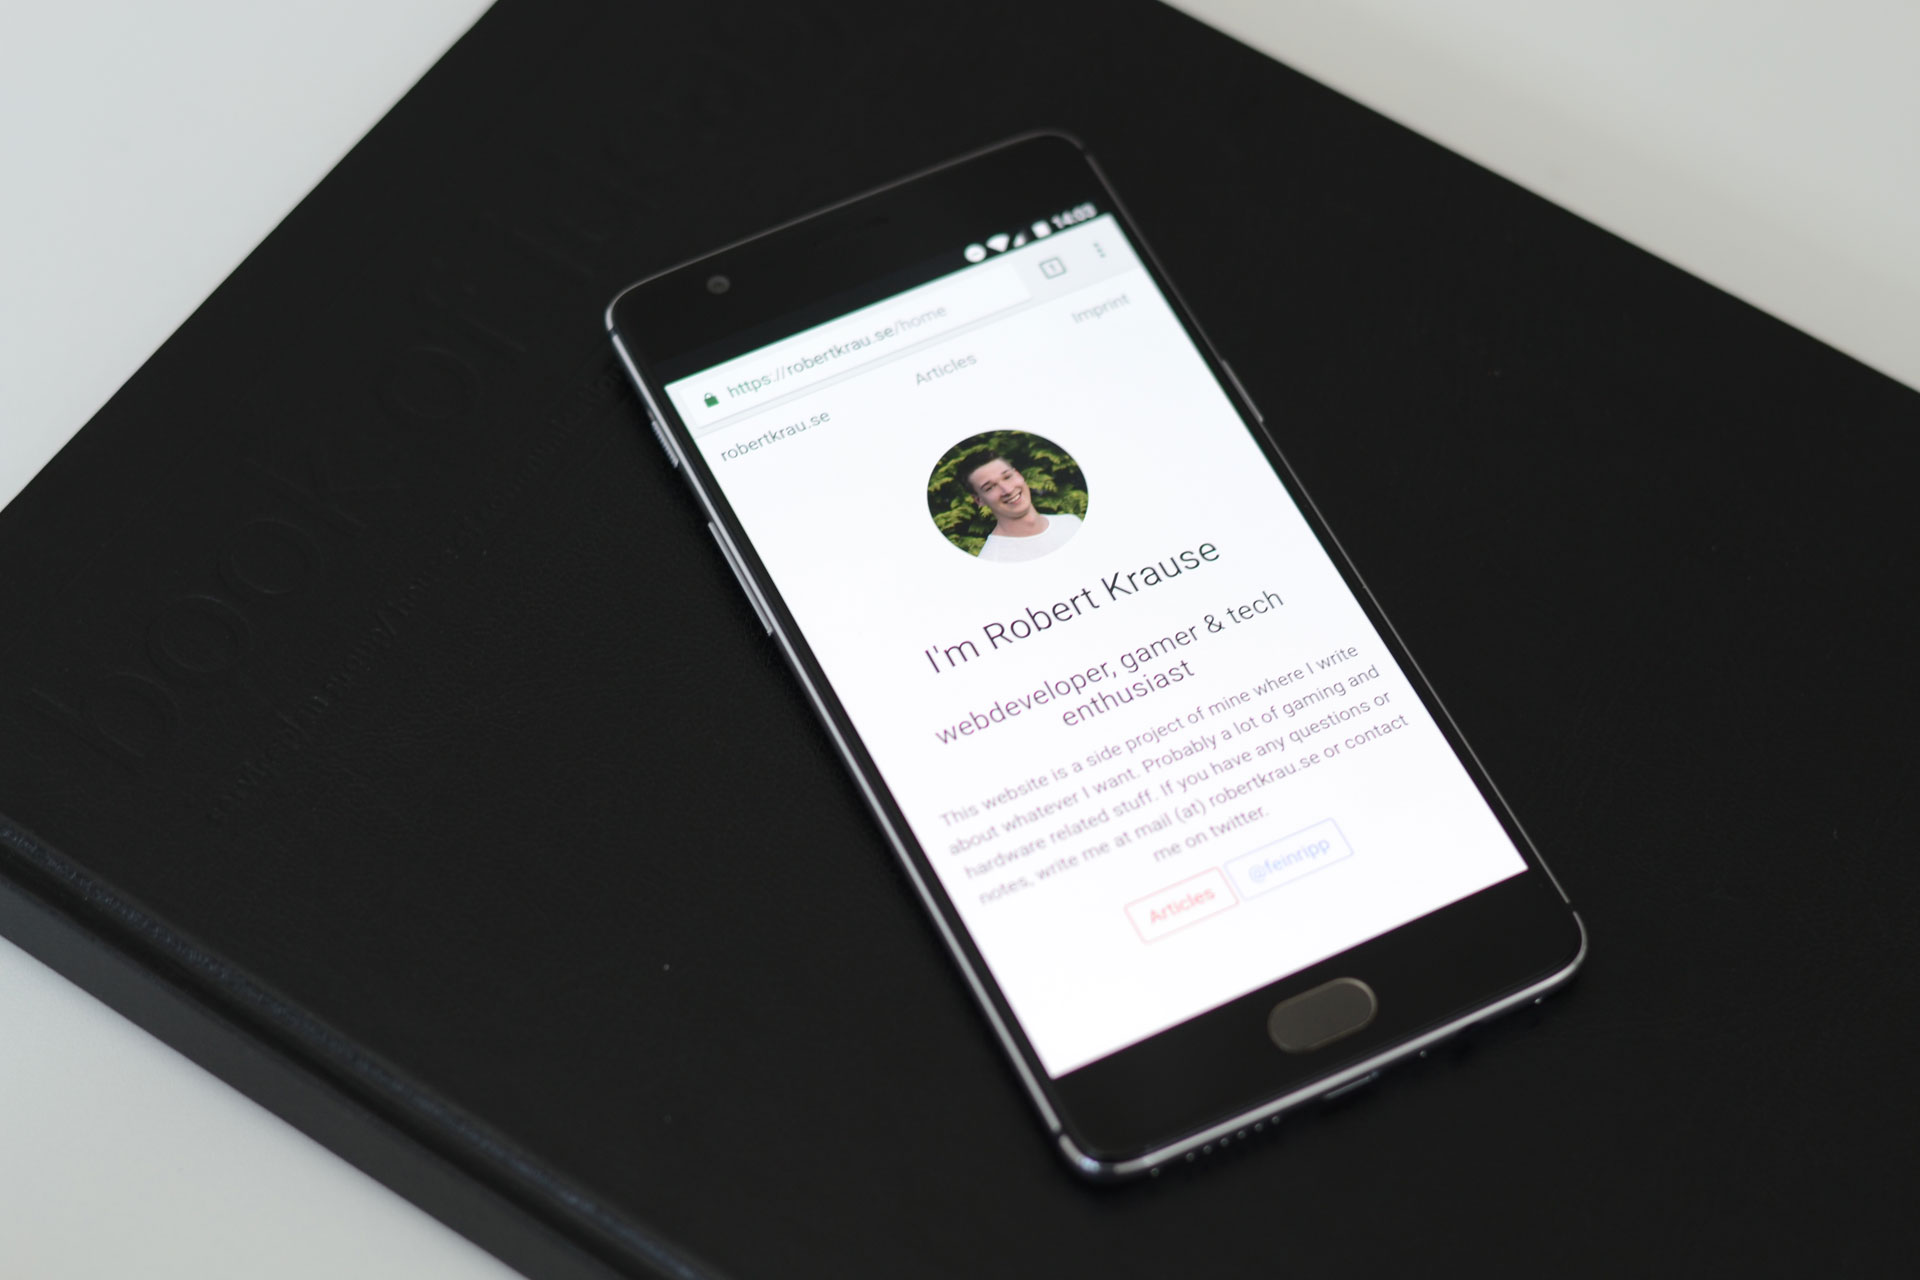 14:03
https://robertkrau.se/home
robertkrau.se
Articles
Imprint
I'm Robert Krause
webdeveloper, gamer & tech
enthusiast
This website is a side project of mine where I write
about whatever I want. Probably a lot of gaming and
hardware related stuff. If you have any questions or
notes, write me at mail (at) robertkrau.se or contact
me on twitter.
Articles
@feinripp
book of